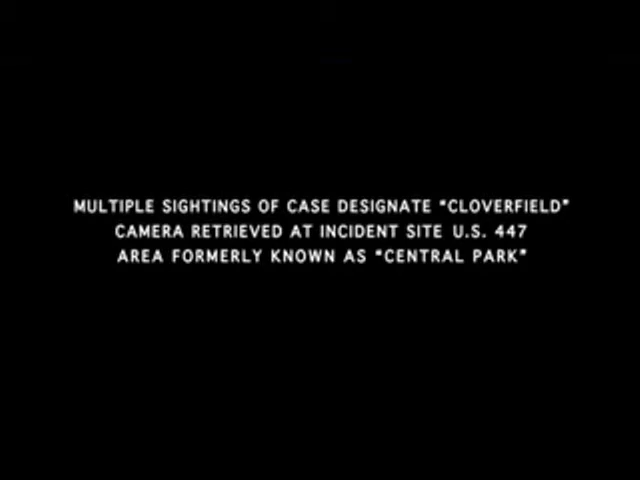 MULTIPLE SIGHTINGS OF CASE DESIGNATE “CLOVERFIELD”
CAMERA RETRIEVED AT INCIDENT SITE U.S. 447
AREA FORMERLY KNOWN AS “CENTRAL PARK”